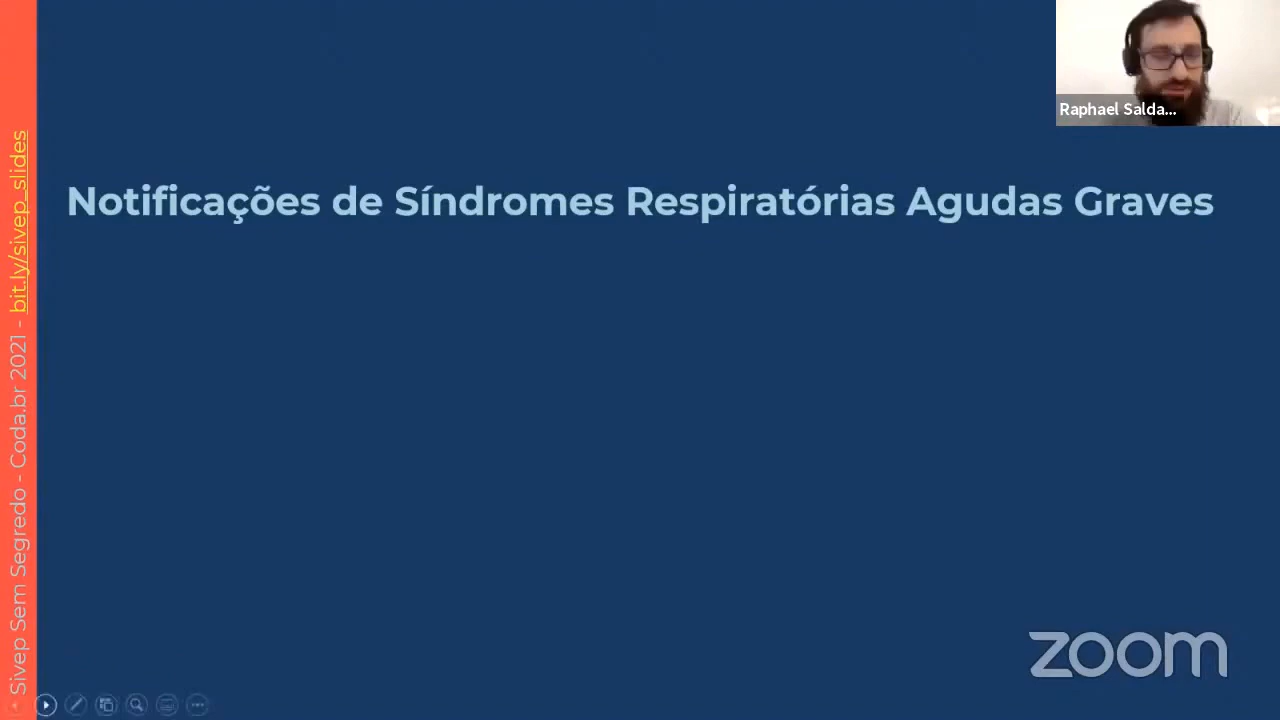 Raphael Salda...
Notificações de Síndromes Respiratórias Agudas Graves
Sivep Sem Segredo - Coda.br 2021 - bit.ly/sivep_slides
zoom